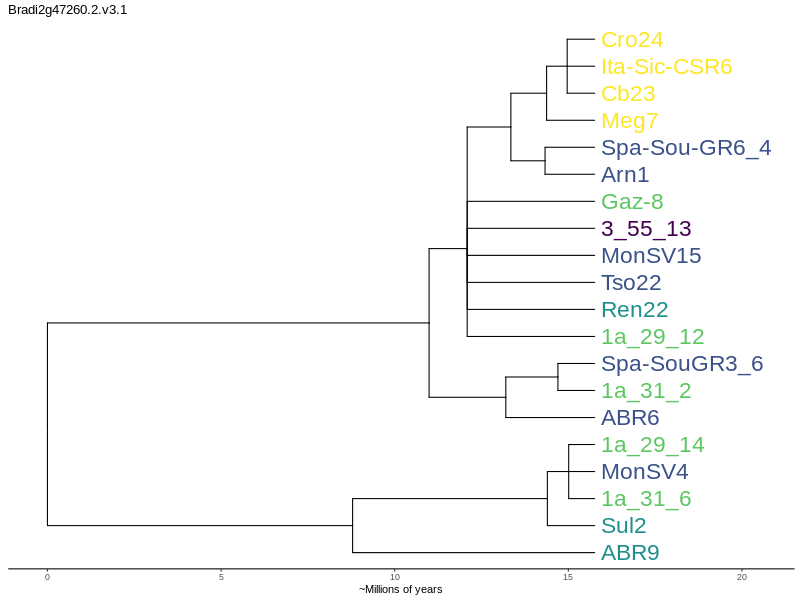 Bradi2g47260.2.v3.1
Cro24
Ita-Sic-CSR6
Cb23
Meg7
Spa-Sou-GR6_4
Arn1
Gaz-8
3_55_13
MonSV15
Tso22
Ren22
1a_29_12
Spa-SouGR3_6
1a_31_2
ABR6
1a_29_14
MonSV4
1a_31_6
Sul2
ABR9
0 5 10 15 20
~Millions of years